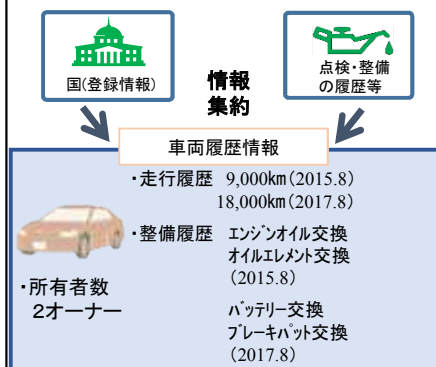 国(登録情報)
情報
集約
点検・整備
の履歴等
車両履歴情報
・走行履歴 9,000㎞(2015.8)
18,000㎞(2017.8)
・整備履歴 ｴﾝｼﾞﾝオイル交換
オイルエレメント交換
(2015.8)
・所有者数
2オーナー
ﾊﾞッテリー交換
ﾌﾞレーキﾊﾟｯﾄ交換
(2017.8)